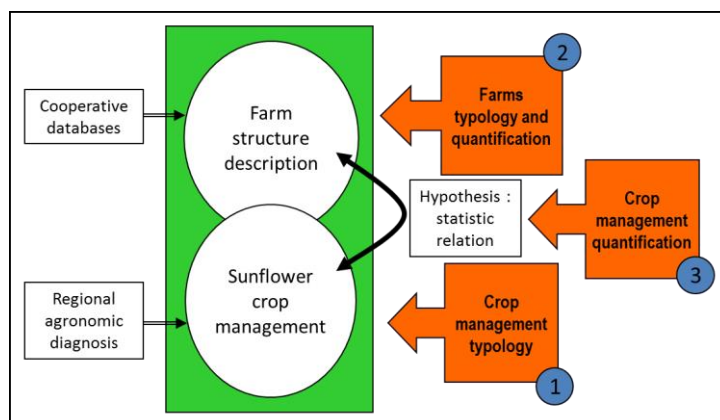 Cooperative
databases
Farm
structure
description
2
Farms
typology and
quantification
Hypothesis :
statistic
relation
Crop
management
quantification
3
Regional
agronomic
diagnosis
Sunflower
crop
management
Crop
management
typology
1